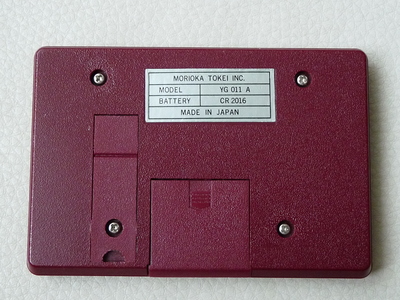 MORIOKA TOKEI INC.
MODEL YG 011 A
BATTERY CR 2016
MADE IN JAPAN